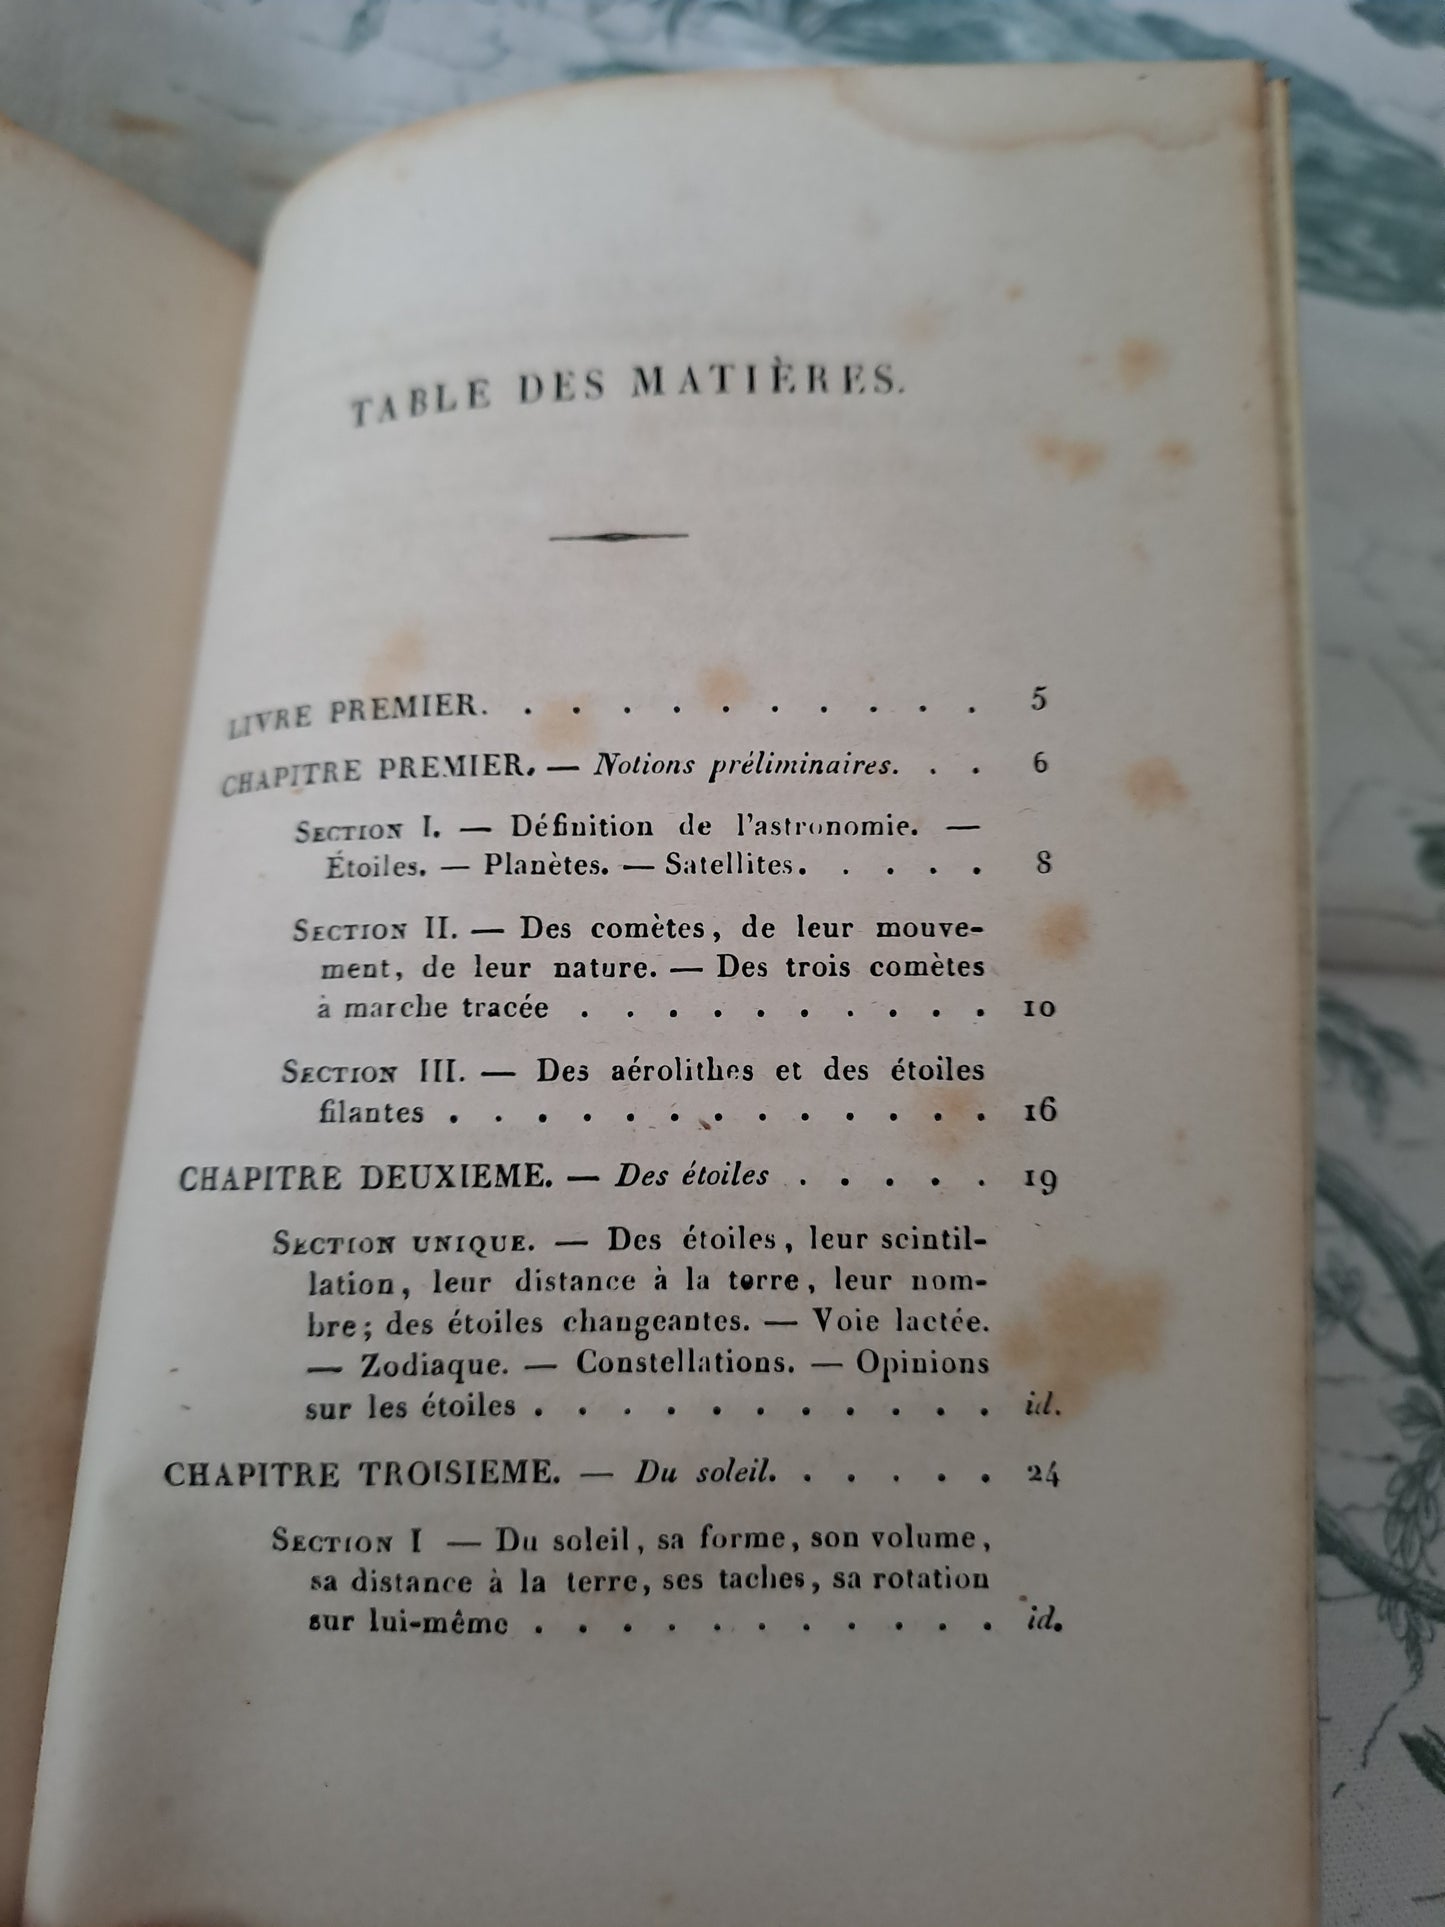 TABLE DES MATIÈRES.
LIVRE PREMIER. . . . . . . . . . . 5
CHAPITRE PREMIER. — Notions préliminaires. . . 6
SECTION I. — Définition de l'astronomie. —
Étoiles. — Planètes. — Satellites. . . . . 8
SECTION II. — Des comètes, de leur mouve-
ment, de leur nature. — Des trois comètes
à marche tracée . . . . . . . . . . 10
SECTION III. — Des aérolithes et des étoiles
filantes . . . . . . . . . . . . . 16
CHAPITRE DEUXIEME. — Des étoiles . . . . . 19
SECTION UNIQUE. — Des étoiles, leur scintil-
lation, leur distance à la terre, leur nom-
bre; des étoiles changeantes. — Voie lactée.
— Zodiaque. — Constellations. — Opinions
sur les étoiles . . . . . . . . . . . id.
CHAPITRE TROISIEME. — Du soleil. . . . . . 24
SECTION I — Du soleil, sa forme, son volume,
sa distance à la terre, ses taches, sa rotation
sur lui-même . . . . . . . . . . . id.